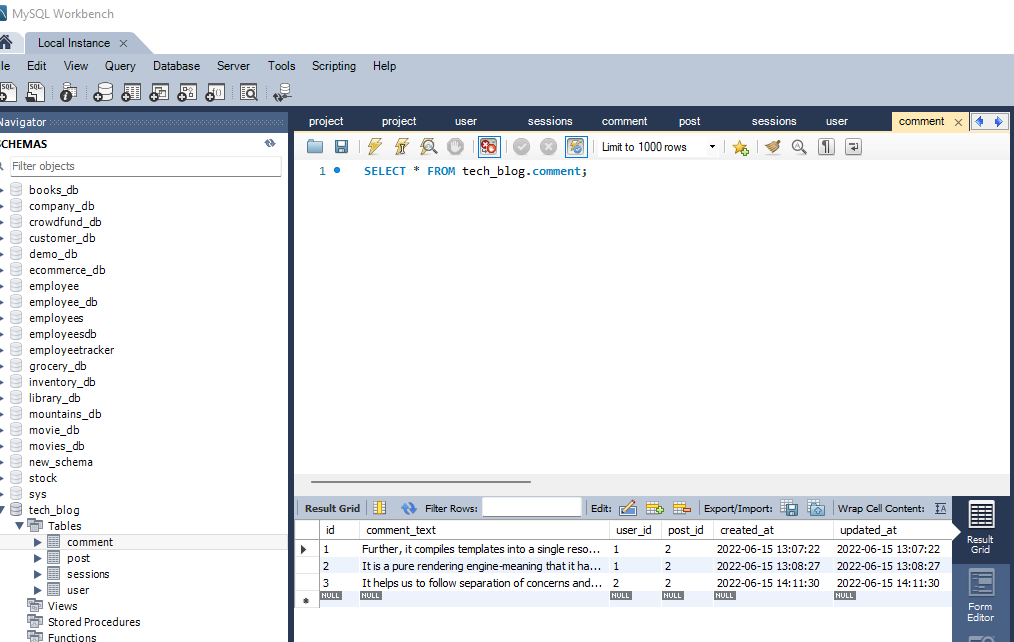 MySQL Workbench
Local Instance
le Edit View Query Database Server Tools Scripting Help
Navigator
SCHEMAS
Filter objects
books_db
company_db
crowdfund_db
customer_db
demo_db
ecommerce_db
employee
employee_db
employees
employeesdb
employeetracker
grocery_db
inventory_db
library_db
mountains_db
movie_db
movies_db
new_schema
stock
sys
tech_blog
Tables
comment
post
sessions
user
Views
Stored Procedures
Functions
project project user sessions comment post sessions user comment
Limit to 1000 rows
1 SELECT * FROM tech_blog.comment;
Result Grid Filter Rows: Edit: Export/Import: Wrap Cell Content: IA
id comment_text user_id post_id created_at updated_at
1 Further, it compiles templates into a single reso... 1 2 2022-06-15 13:07:22 2022-06-15 13:07:22
2 It is a pure rendering engine-meaning that it ha... 1 2 2022-06-15 13:08:27 2022-06-15 13:08:27
3 It helps us to follow separation of concerns and... 2 2 2022-06-15 14:11:30 2022-06-15 14:11:30
NULL NULL NULL NULL NULL NULL
Result
Grid
Form
Editor